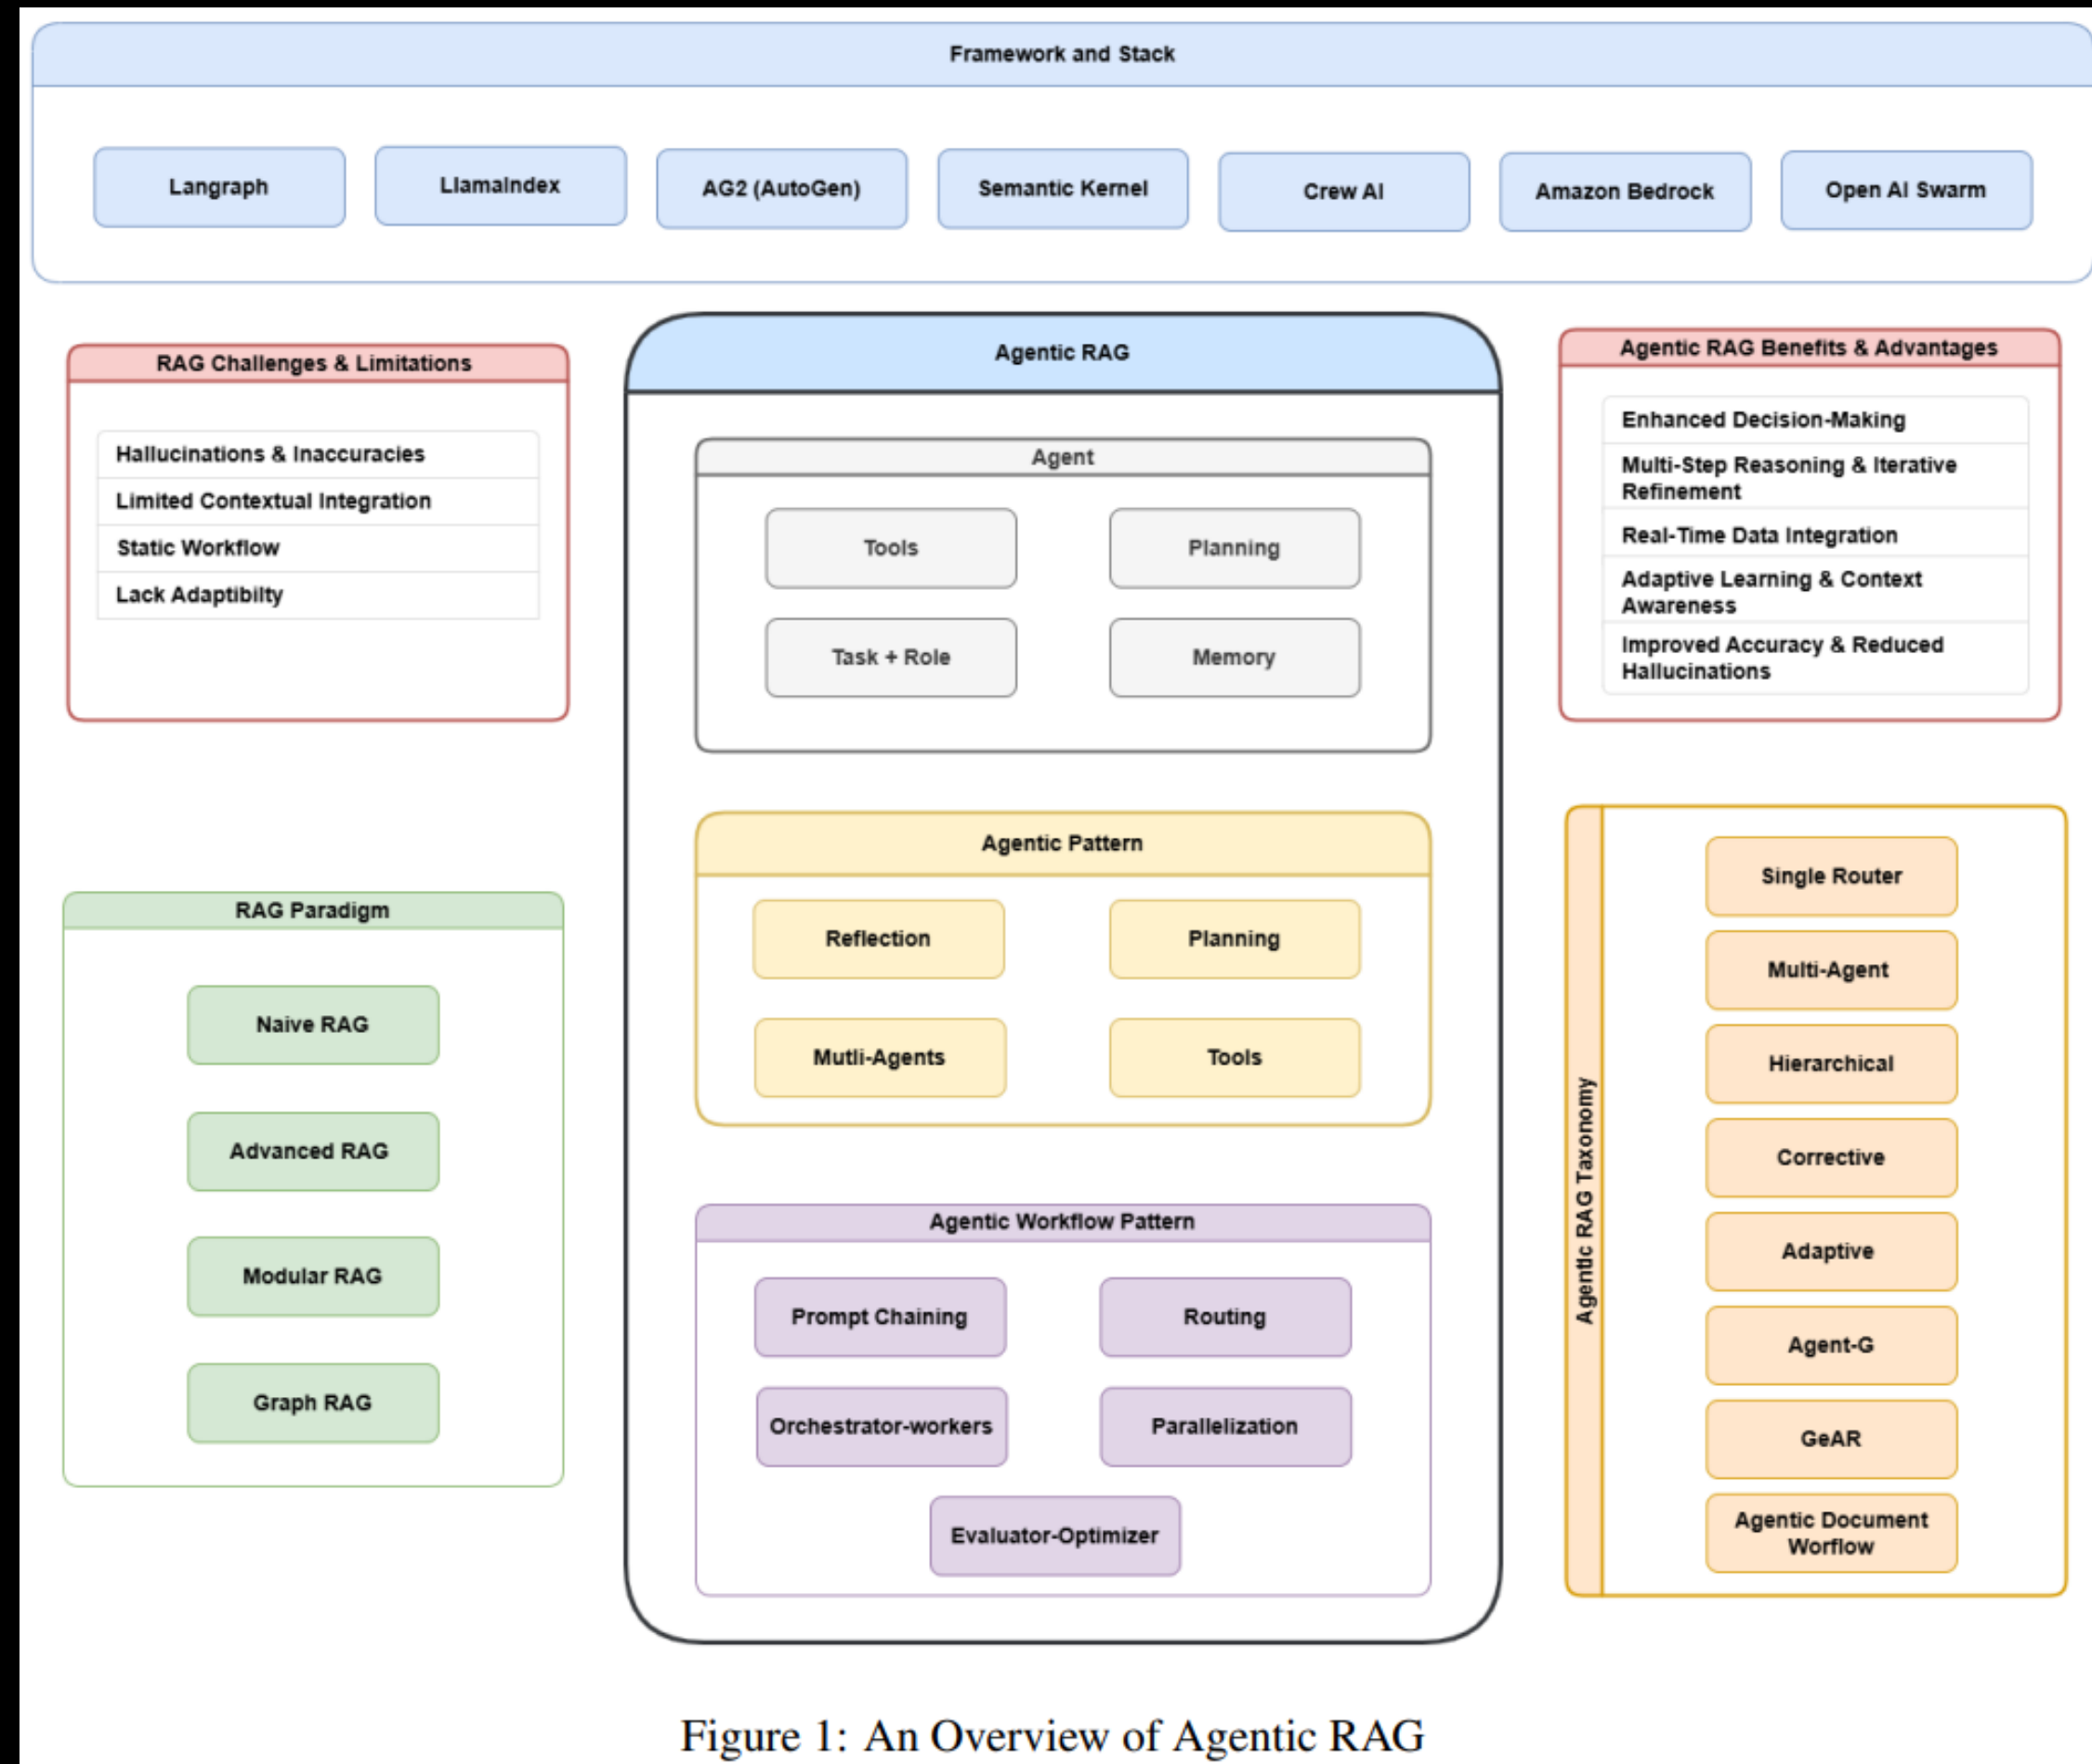 Framework and Stack
Langraph
LlamaIndex
AG2 (AutoGen)
Semantic Kernel
Crew AI
Amazon Bedrock
Open AI Swarm
RAG Challenges & Limitations
Hallucinations & Inaccuracies
Limited Contextual Integration
Static Workflow
Lack Adaptibilty
RAG Paradigm
Naive RAG
Advanced RAG
Modular RAG
Graph RAG
Agentic RAG
Agent
Tools
Planning
Task + Role
Memory
Agentic Pattern
Reflection
Planning
Mutli-Agents
Tools
Agentic Workflow Pattern
Prompt Chaining
Routing
Orchestrator-workers
Parallelization
Evaluator-Optimizer
Agentic RAG Benefits & Advantages
Enhanced Decision-Making
Multi-Step Reasoning & Iterative
Refinement
Real-Time Data Integration
Adaptive Learning & Context
Awareness
Improved Accuracy & Reduced
Hallucinations
Agentic RAG Taxonomy
Single Router
Multi-Agent
Hierarchical
Corrective
Adaptive
Agent-G
GeAR
Agentic Document
Worflow
Figure 1: An Overview of Agentic RAG